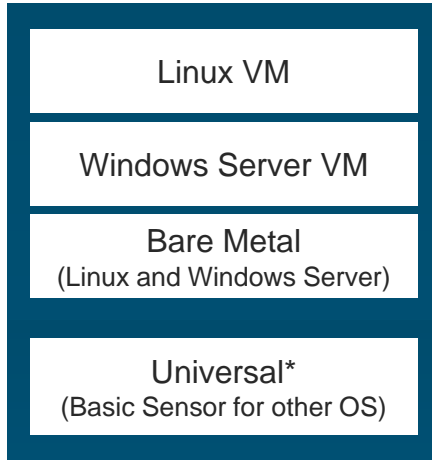 Linux VM
Windows Server VM
Bare Metal
(Linux and Windows Server)
Universal*
(Basic Sensor for other OS)